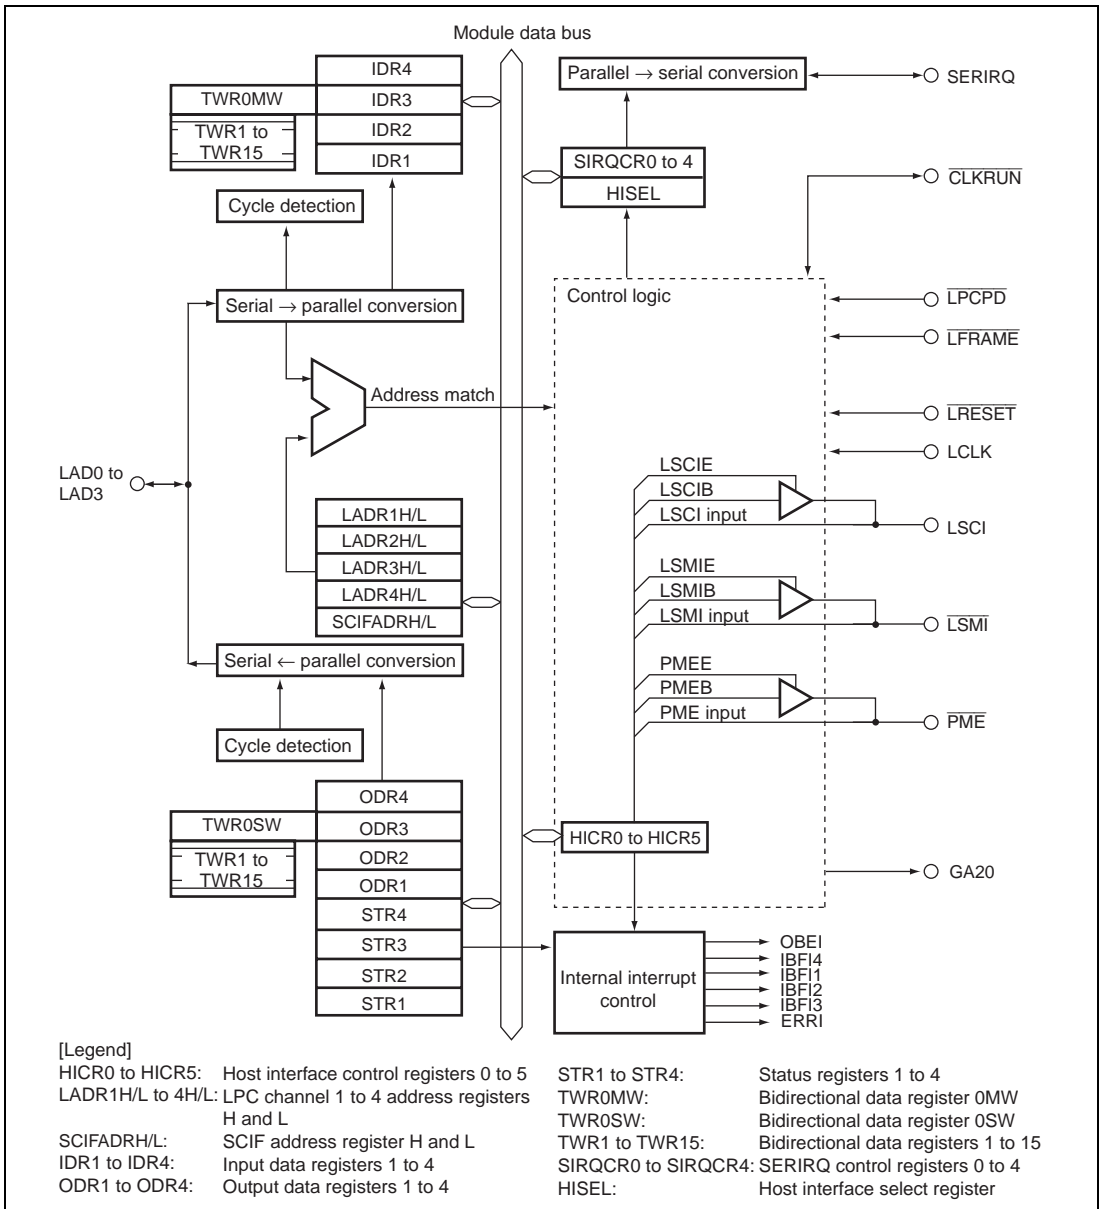 Module data bus
IDR4
IDR3
IDR2
IDR1
TWR0MW
TWR1 to
TWR15
Cycle detection
Serial → parallel conversion
Address match
LAD0 to
LAD3
LADR1H/L
LADR2H/L
LADR3H/L
LADR4H/L
SCIFADRH/L
Serial ← parallel conversion
Cycle detection
ODR4
ODR3
ODR2
ODR1
STR4
STR3
STR2
STR1
TWR0SW
TWR1 to
TWR15
Parallel → serial conversion
SERIRQ
SIRQCR0 to 4
HISEL
CLKRUN
Control logic
LPCPD
LFRAME
LRESET
LCLK
LSCIE
LSCIB
LSCI input
LSCI
LSMIE
LSMIB
LSMI input
LSMI
PMEE
PMEB
PME input
PME
HICR0 to HICR5
GA20
Internal interrupt
control
OBEI
IBFI4
IBFI1
IBFI2
IBFI3
ERRI
[Legend]
HICR0 to HICR5: Host interface control registers 0 to 5
LADR1H/L to 4H/L: LPC channel 1 to 4 address registers
H and L
SCIFADRH/L: SCIF address register H and L
IDR1 to IDR4: Input data registers 1 to 4
ODR1 to ODR4: Output data registers 1 to 4
STR1 to STR4: Status registers 1 to 4
TWR0MW: Bidirectional data register 0MW
TWR0SW: Bidirectional data register 0SW
TWR1 to TWR15: Bidirectional data registers 1 to 15
SIRQCR0 to SIRQCR4: SERIRQ control registers 0 to 4
HISEL: Host interface select register